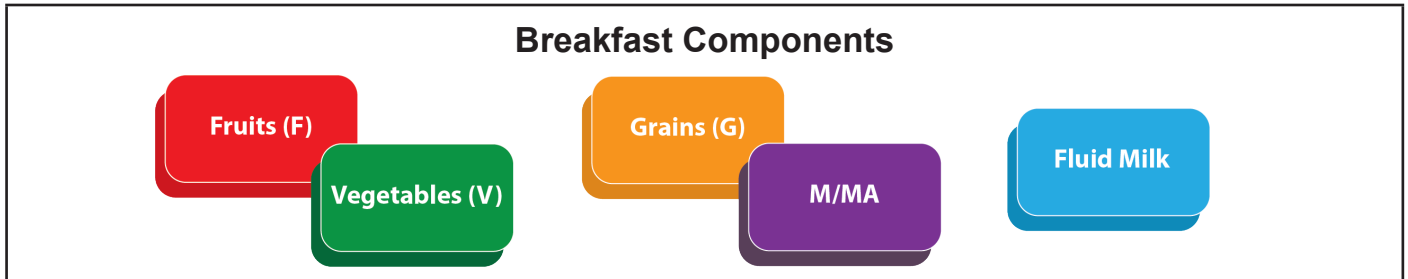 Breakfast Components
Fruits (F)
Vegetables (V)
Grains (G)
M/MA
Fluid Milk